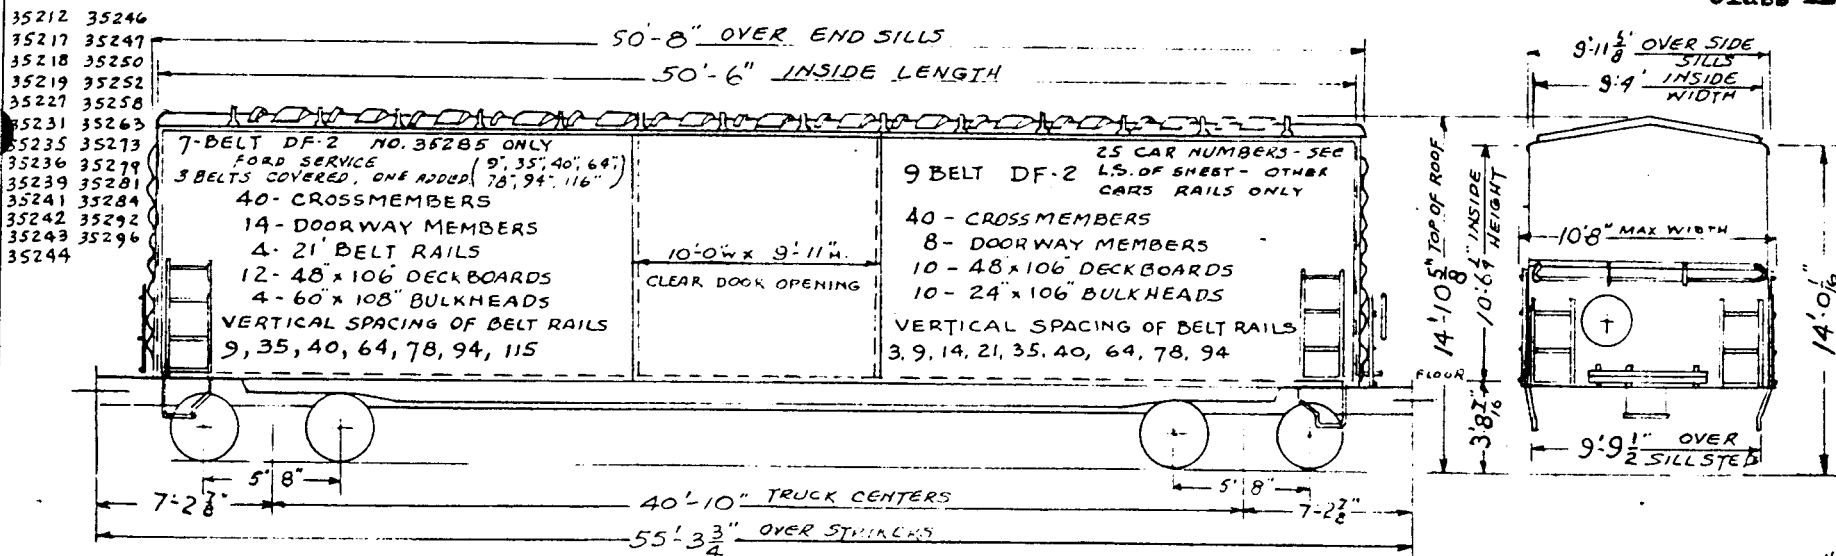 35212 35246
35217 35247
35218 35250
35219 35252
35227 35258
35231 35263
35235 35273
35236 35279
35239 35281
35241 35284
35242 35292
35243 35296
35244
50'-8" OVER END SILLS
50'-6" INSIDE LENGTH
7-BELT DF-2 NO. 35285 ONLY
FORD SERVICE
3 BELTS COVERED, ONE ADDED (9", 35", 40", 64", 78", 94", 116")
40- CROSSMEMBERS
14- DOORWAY MEMBERS
4- 21' BELT RAILS
12- 48" x 106" DECKBOARDS
4- 60" x 108" BULKHEADS
VERTICAL SPACING OF BELT RAILS
9, 35, 40, 64, 78, 94, 115
10'-0" W x 9'-11" H.
CLEAR DOOR OPENING
9 BELT DF-2
25 CAR NUMBERS - SEE
L.S. OF SHEET - OTHER
CARS RAILS ONLY
40 - CROSSMEMBERS
8- DOORWAY MEMBERS
10 - 48" x 106" DECKBOARDS
10 - 24" x 106" BULKHEADS
VERTICAL SPACING OF BELT RAILS
3, 9, 14, 21, 35, 40, 64, 78, 94
5' 8"
5' 8"
7'-2 7/8"
40'-10" TRUCK CENTERS
7'-2 7/8"
55'-3 3/4" OVER STRIKERS
9'-11 5/8" OVER SIDE
SILLS
9'4" INSIDE
WIDTH
14'-10 5/8" TOP OF ROOF
10'-6 1/4" INSIDE
HEIGHT
FLOOR
3'8 7/16"
10'8" MAX WIDTH
14'-0 1/16"
9'-9 1/2" OVER
SILL STEP